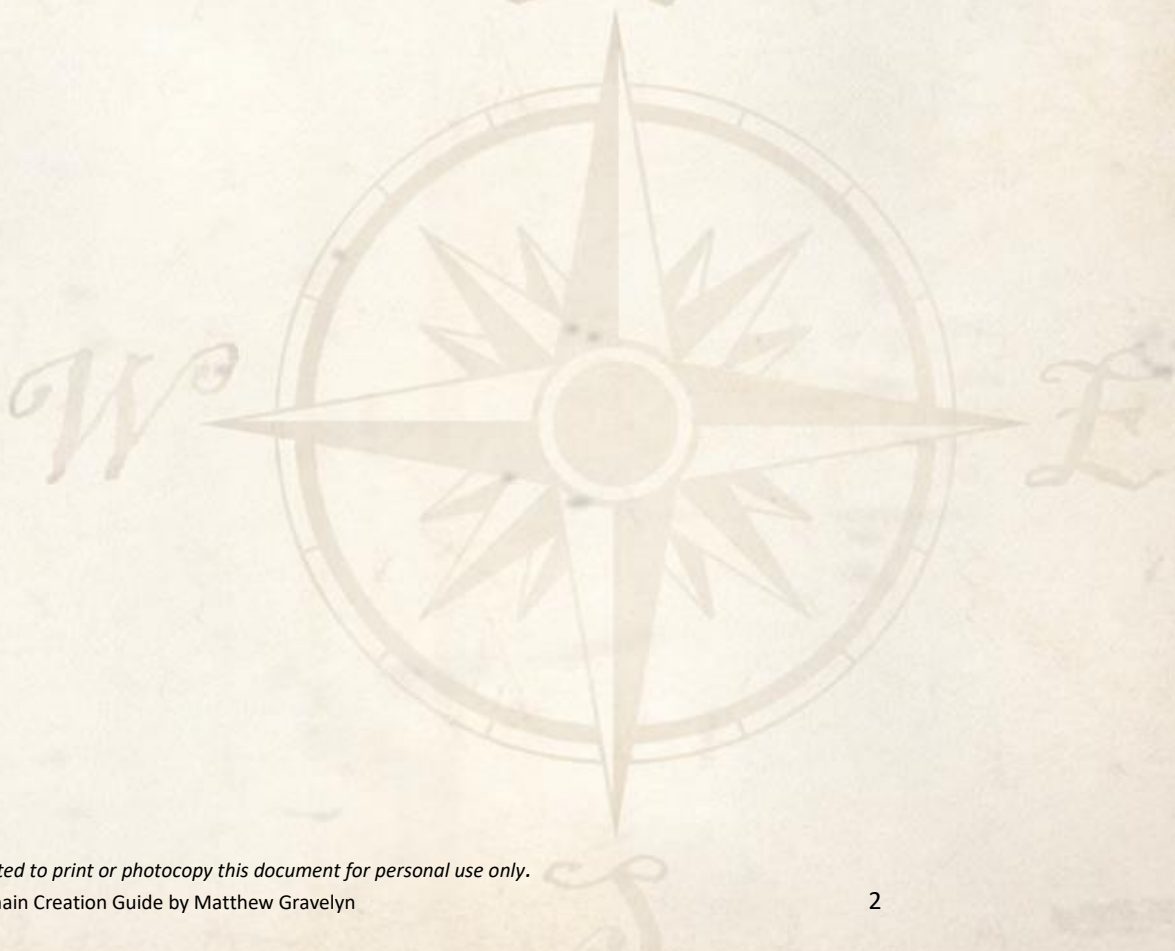 W E
ted to print or photocopy this document for personal use only.
ain Creation Guide by Matthew Gravelyn 2
S